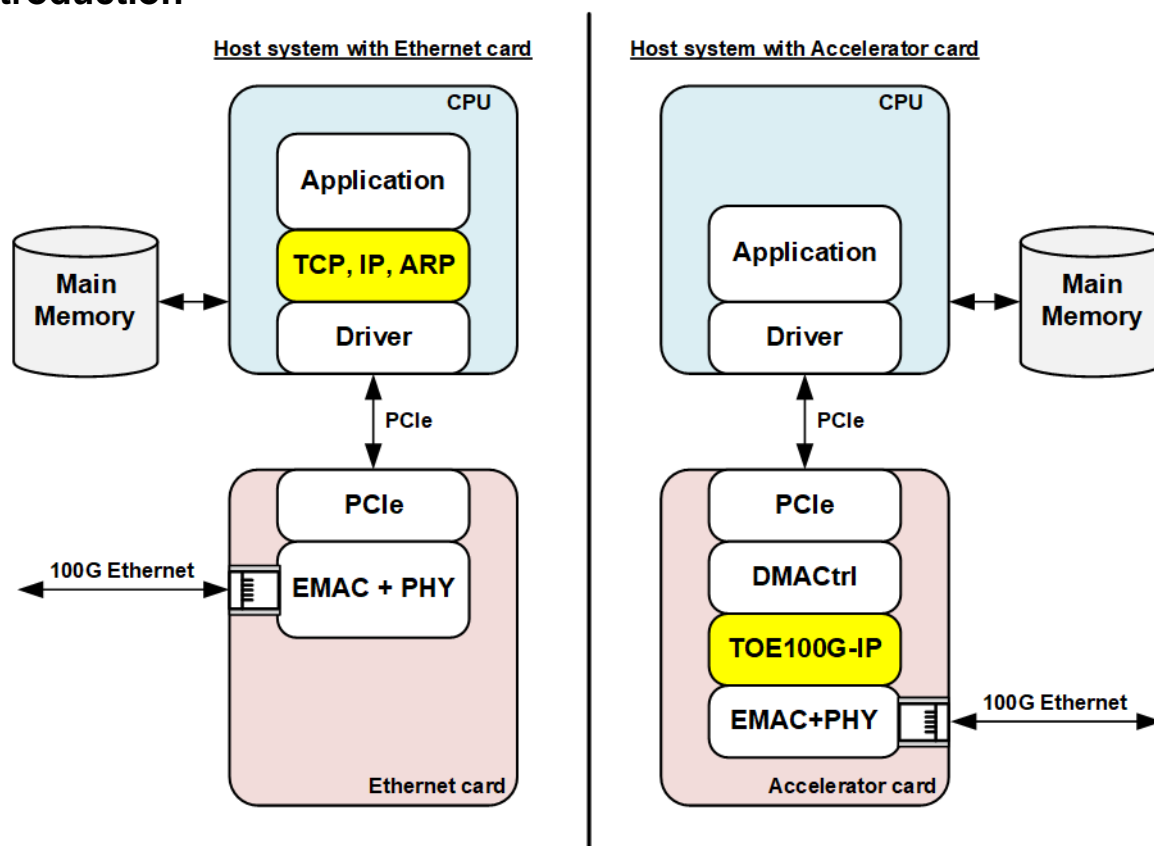 Host system with Ethernet card
CPU
Application
TCP, IP, ARP
Driver
Main
Memory
PCIe
PCIe
EMAC + PHY
100G Ethernet
Ethernet card
Host system with Accelerator card
CPU
Application
Driver
Main
Memory
PCIe
PCIe
DMACtrl
TOE100G-IP
EMAC+PHY
100G Ethernet
Accelerator card